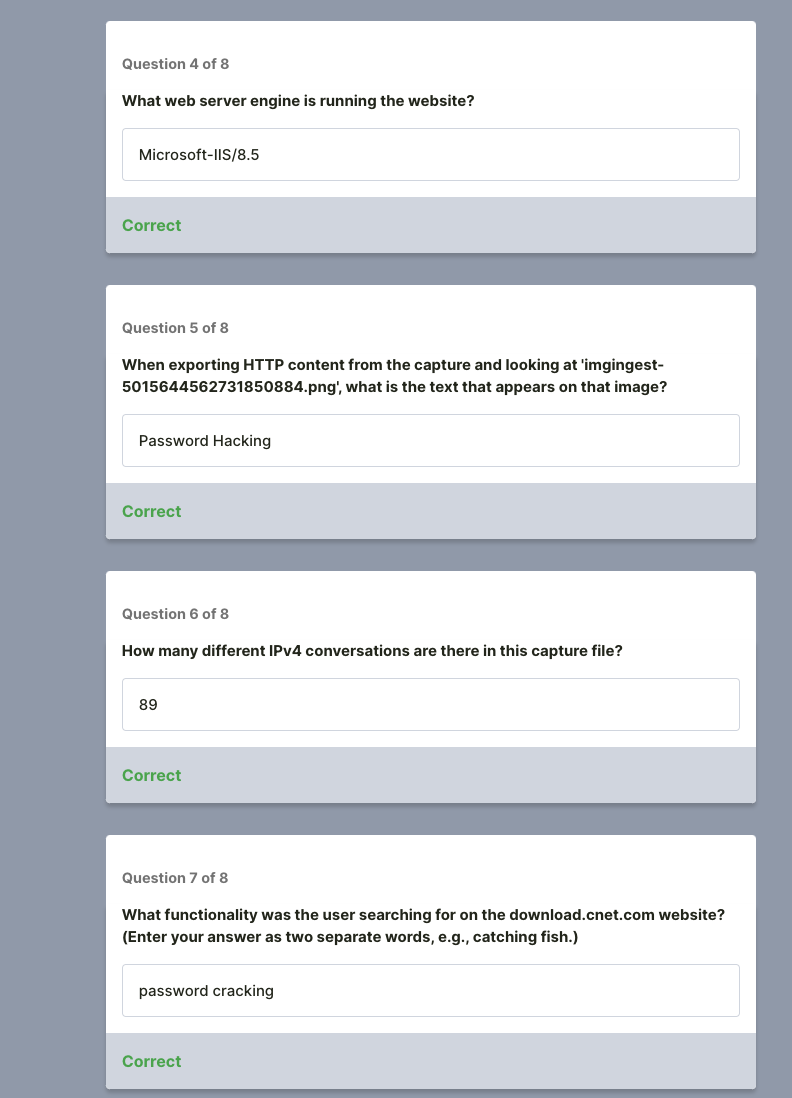 Question 4 of 8
What web server engine is running the website?
Microsoft-IIS/8.5
Correct
Question 5 of 8
When exporting HTTP content from the capture and looking at 'imgingest-
5015644562731850884.png', what is the text that appears on that image?
Password Hacking
Correct
Question 6 of 8
How many different IPv4 conversations are there in this capture file?
89
Correct
Question 7 of 8
What functionality was the user searching for on the download.cnet.com website?
(Enter your answer as two separate words, e.g., catching fish.)
password cracking
Correct